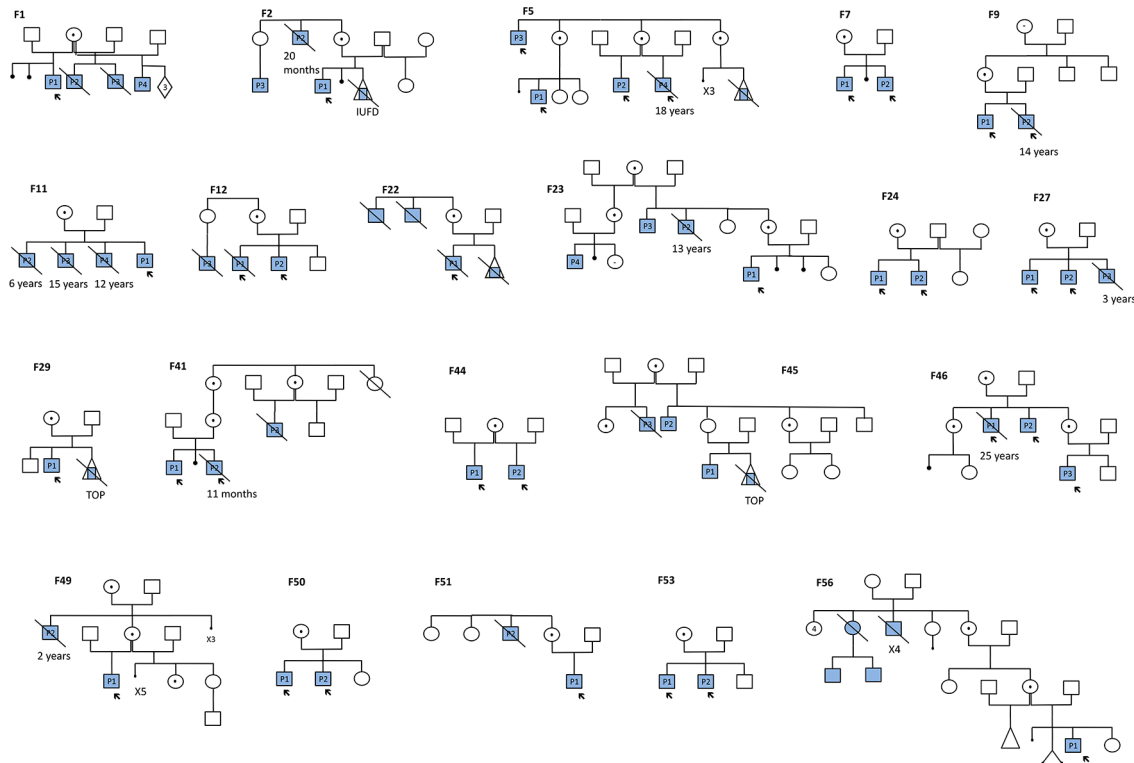 F1
P1 P2 P3 P4 3
F2
P2
20
months
P3 P1
IUFD
F5
P3
P1 P2 P4
18 years
X3
F7
P1 P2
F9
P1 P2
14 years
F11
P2 P3 P4 P1
6 years 15 years 12 years
F12
P3 P1 P2
F22
P1
F23
P3 P2
13 years
P4
P1
F24
P1 P2
F27
P1 P2 P3
3 years
F29
P1
TOP
F41
P3
P1 P2
11 months
F44
P1 P2
F45
P3 P2
P1
TOP
F46
P1 P2
25 years
P3
F49
P2
X3
2 years
P1
X5
F50
P1 P2
F51
P2
P1
F53
P1 P2
F56
4
X4
P1